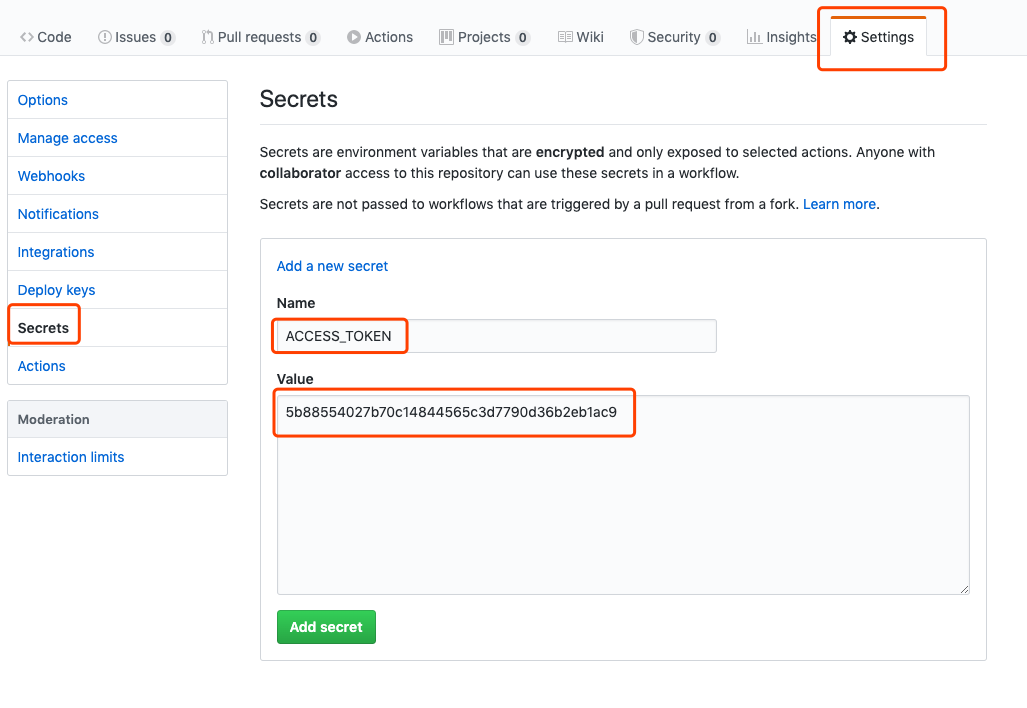 Code Issues 0 Pull requests 0 Actions Projects 0 Wiki Security 0 Insights Settings
Options
Manage access
Webhooks
Notifications
Integrations
Deploy keys
Secrets
Actions
Moderation
Interaction limits
Secrets
Secrets are environment variables that are encrypted and only exposed to selected actions. Anyone with
collaborator access to this repository can use these secrets in a workflow.
Secrets are not passed to workflows that are triggered by a pull request from a fork. Learn more.
Add a new secret
Name
ACCESS_TOKEN
Value
5b88554027b70c14844565c3d7790d36b2eb1ac9
Add secret